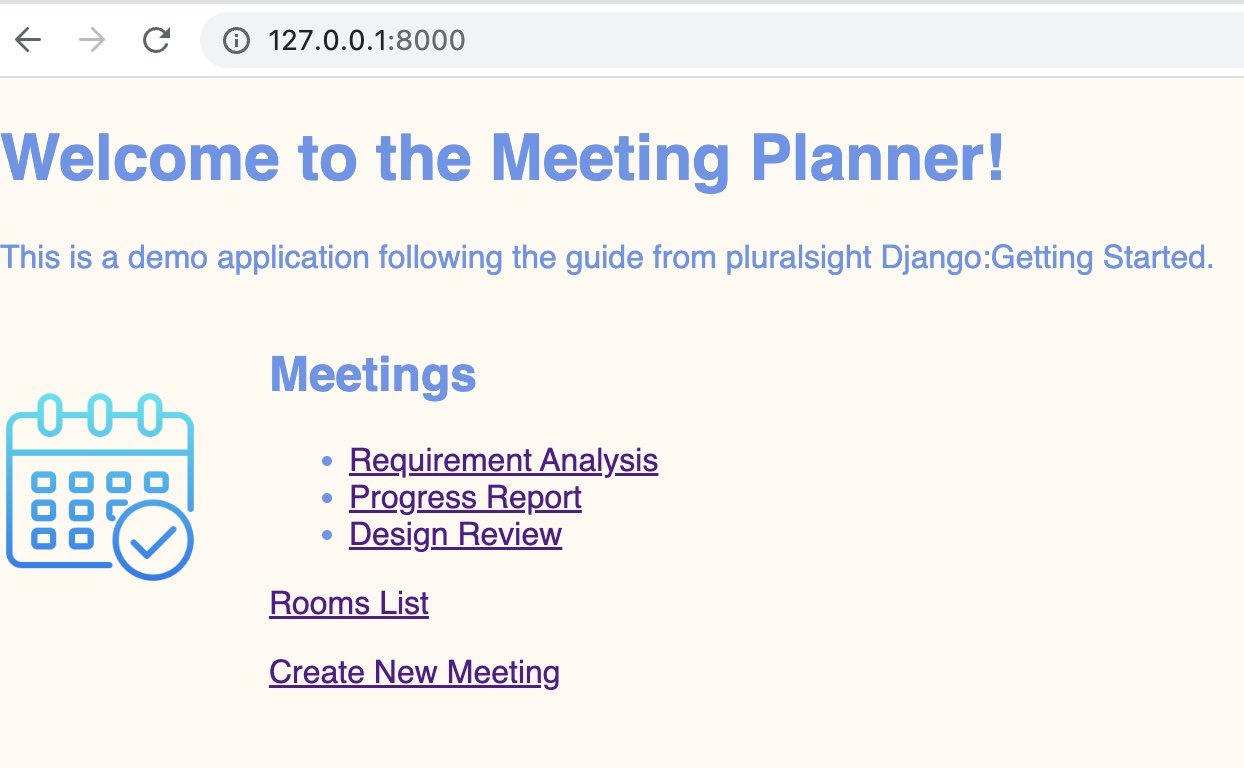 127.0.0.1:8000
Welcome to the Meeting Planner!
This is a demo application following the guide from pluralsight Django:Getting Started.
Meetings
Requirement Analysis
Progress Report
Design Review
Rooms List
Create New Meeting